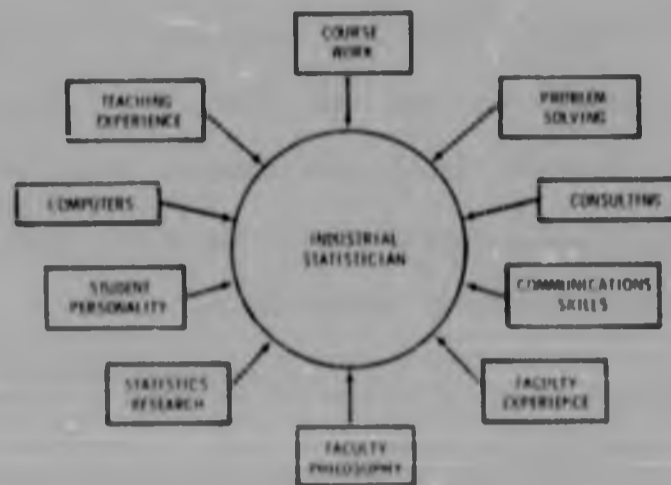 COURSE
WORK
TEACHING
EXPERIENCE
PROBLEM
SOLVING
COMPUTERS
CONSULTING
INDUSTRIAL
STATISTICIAN
STUDENT
PERSONALITY
COMMUNICATIONS
SKILLS
STATISTICS
RESEARCH
FACULTY
EXPERIENCE
FACULTY
PHILOSOPHY